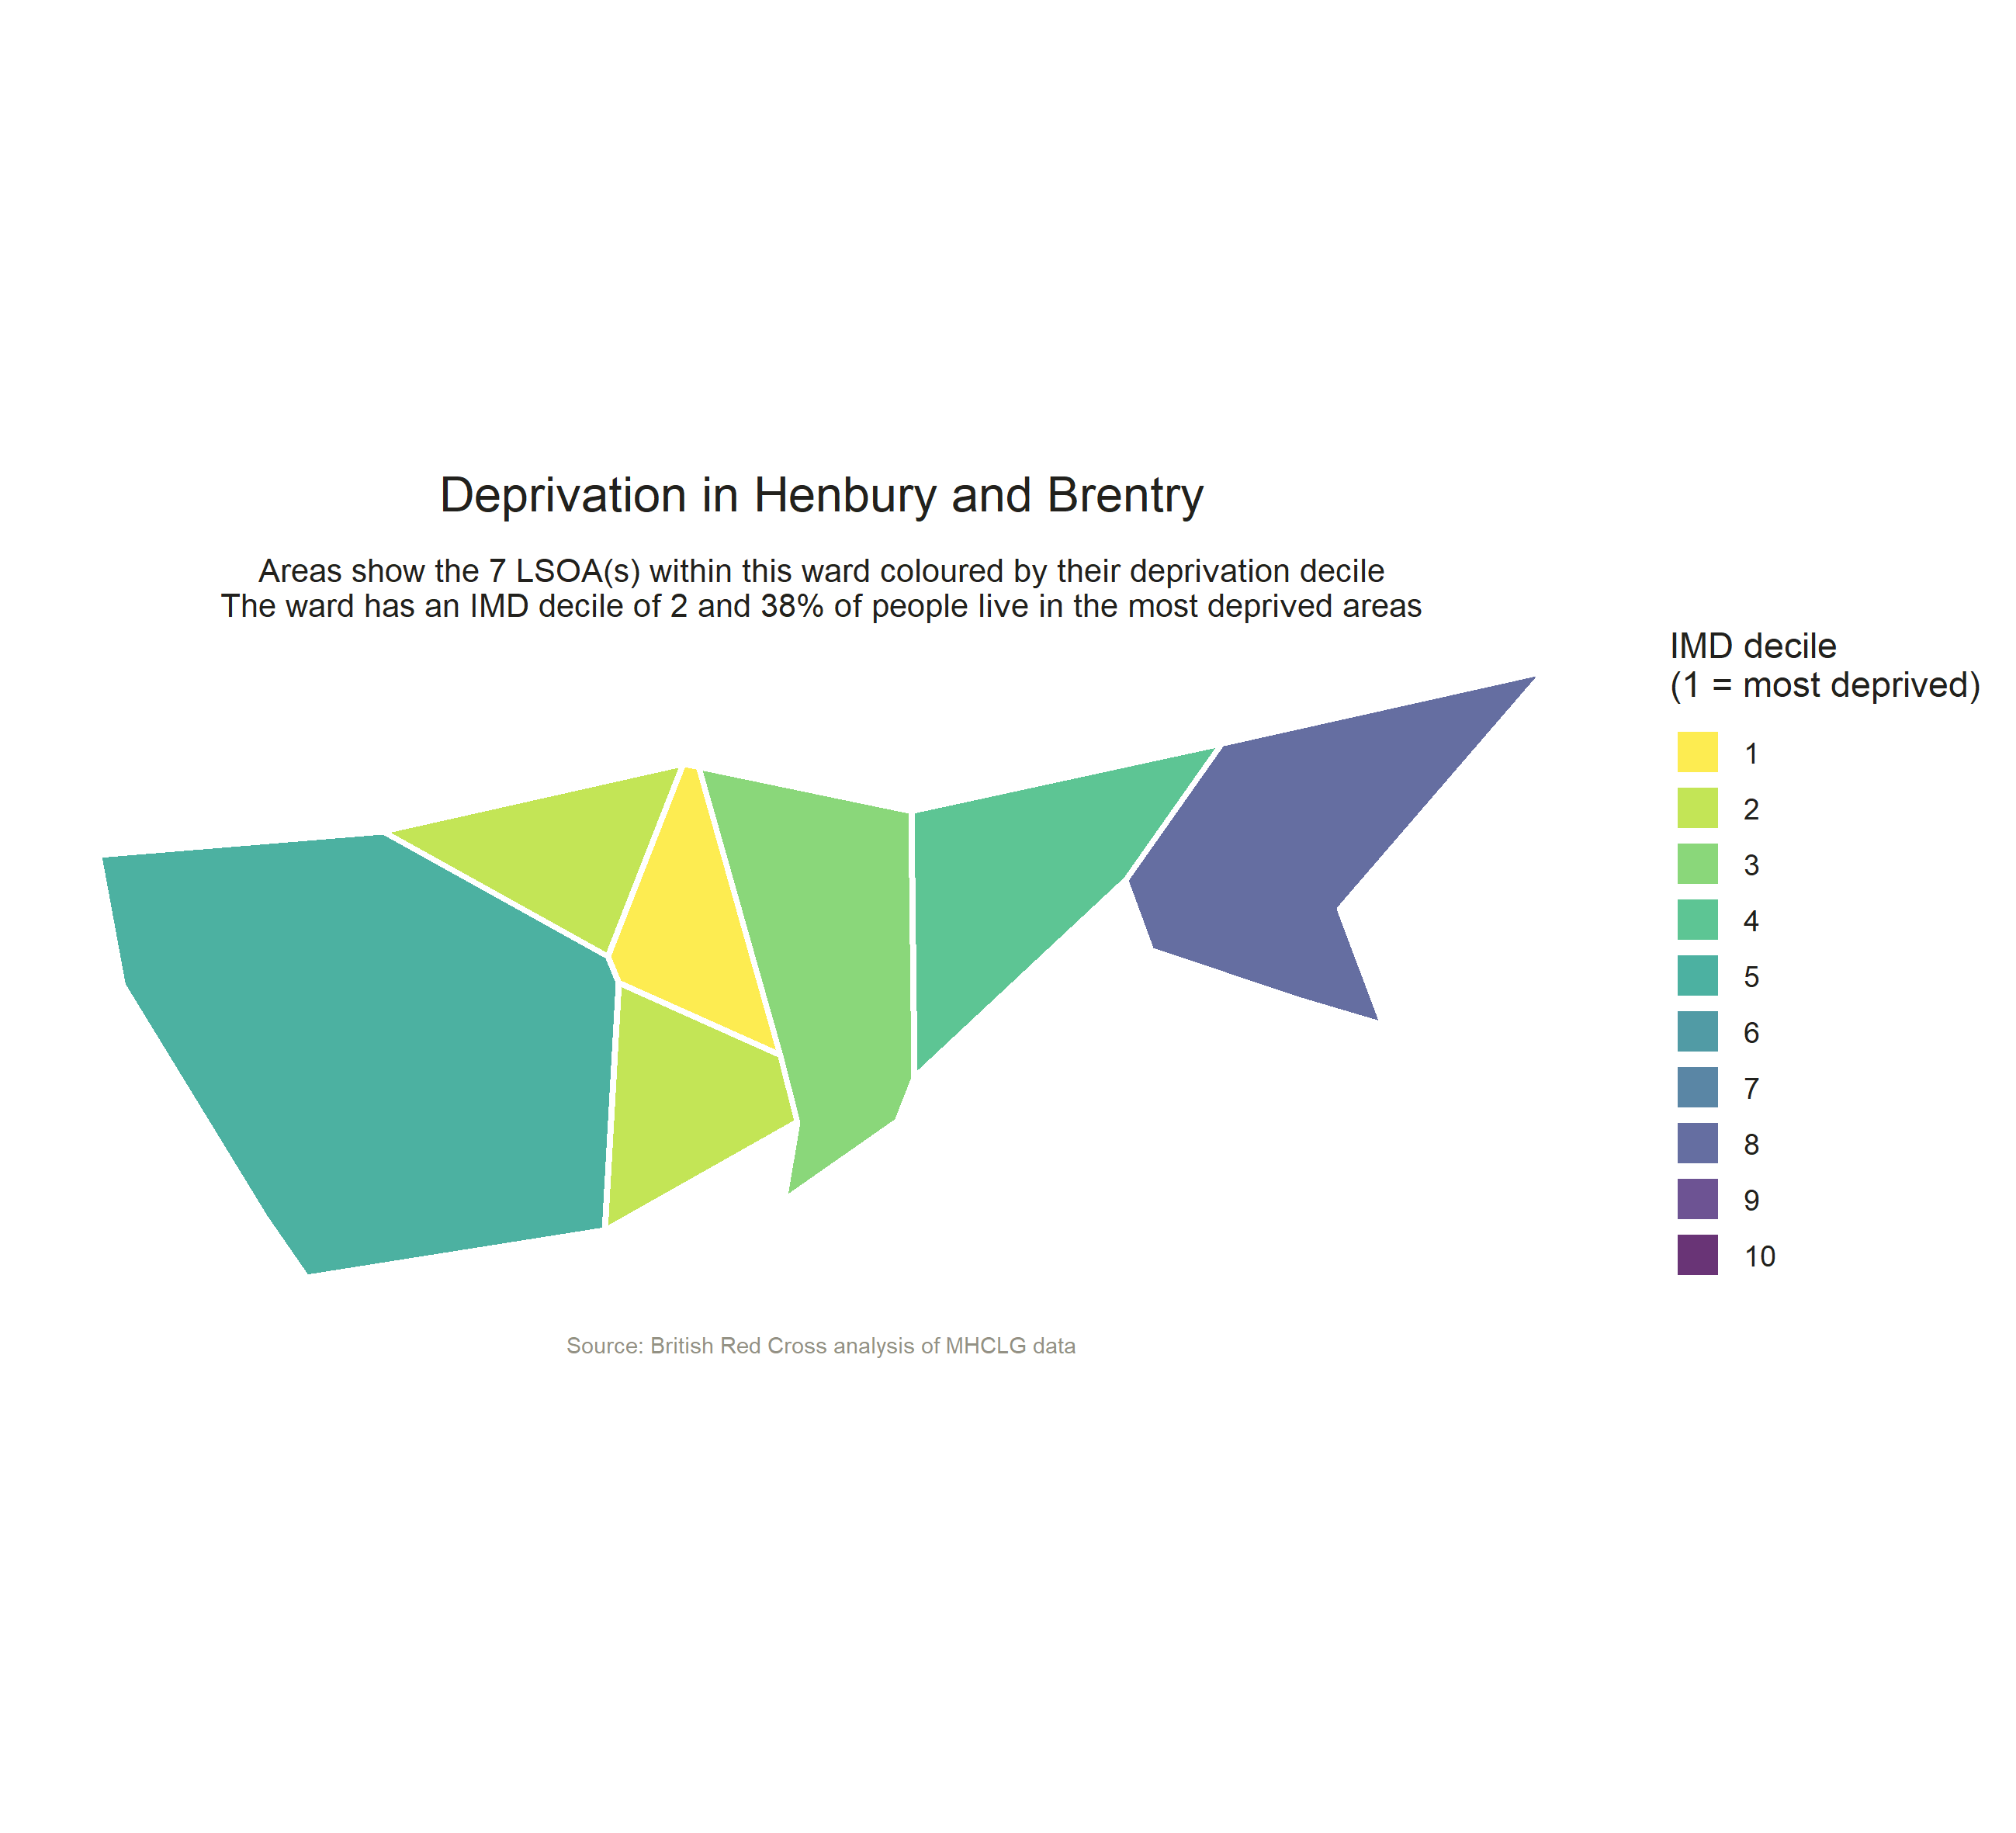 Deprivation in Henbury and Brentry
Areas show the 7 LSOA(s) within this ward coloured by their deprivation decile
The ward has an IMD decile of 2 and 38% of people live in the most deprived areas
IMD decile
(1 = most deprived)
1
2
3
4
5
6
7
8
9
10
Source: British Red Cross analysis of MHCLG data